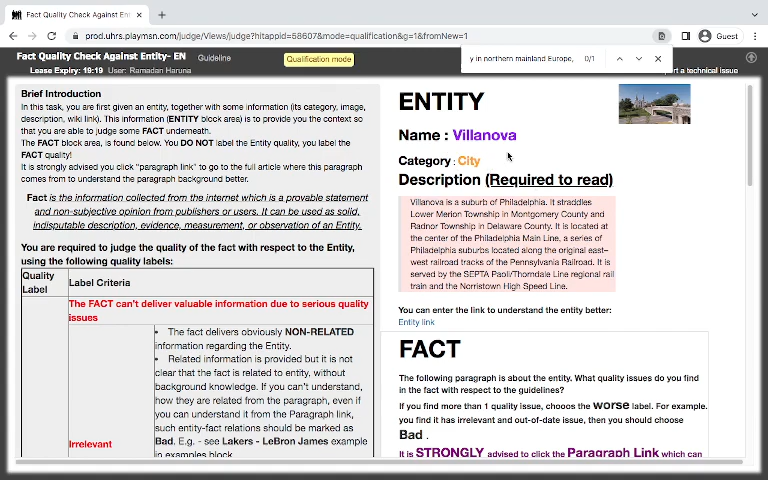 Fact Quality Check Against Entity- EN
prod.uhrs.playmsn.com/judge/Views/judge?hitappid=58607&mode=qualification&g=1&fromNew=1
Guest
Fact Quality Check Against Entity- EN
Guideline
Qualification mode
Lease Expiry: 19:19 User: Ramadan Haruna
y in northern mainland Europe, 0/1
ort a technical issue
Brief Introduction
In this task, you are first given an entity, together with some information (its category, image,
description, wiki link). This information (ENTITY block area) is to provide you the context so
that you are able to judge some FACT underneath.
The FACT block area, is found below. You DO NOT label the Entity quality, you label the
FACT quality!
It is strongly advised you click "paragraph link" to go to the full article where this paragraph
comes from to understand the paragraph background better.
Fact is the information collected from the internet which is a provable statement
and non-subjective opinion from publishers or users. It can be used as solid,
indisputable description, evidence, measurement, or observation of an Entity.
You are required to judge the quality of the fact with respect to the Entity,
using the following quality labels:
Quality Label
Label Criteria
The FACT can't deliver valuable information due to serious quality
issues
Irrelevant
• The fact delivers obviously NON-RELATED
information regarding the Entity.
• Related information is provided but it is not
clear that the fact is related to entity, without
background knowledge. If you can't understand,
how they are related from the paragraph, even if
you can understand it from the Paragraph link,
such entity-fact relations should be marked as
Bad. E.g. - see Lakers - LeBron James example
in examples block.
ENTITY
Name : Villanova
Category : City
Description (Required to read)
Villanova is a suburb of Philadelphia. It straddles
Lower Merion Township in Montgomery County and
Radnor Township in Delaware County. It is located at
the center of the Philadelphia Main Line, a series of
Philadelphia suburbs located along the original east–
west railroad tracks of the Pennsylvania Railroad. It is
served by the SEPTA Paoli/Thorndale Line regional rail
train and the Norristown High Speed Line.
You can enter the link to understand the entity better:
Entity link
FACT
The following paragraph is about the entity. What quality issues do you find
in the fact with respect to the guidelines?
If you find more than 1 quality issue, chooos the worse label. For example.
you find it has irrelevant and out-of-date issue, then you should choose
Bad .
It is STRONGLY advised to click the Paragraph Link which can